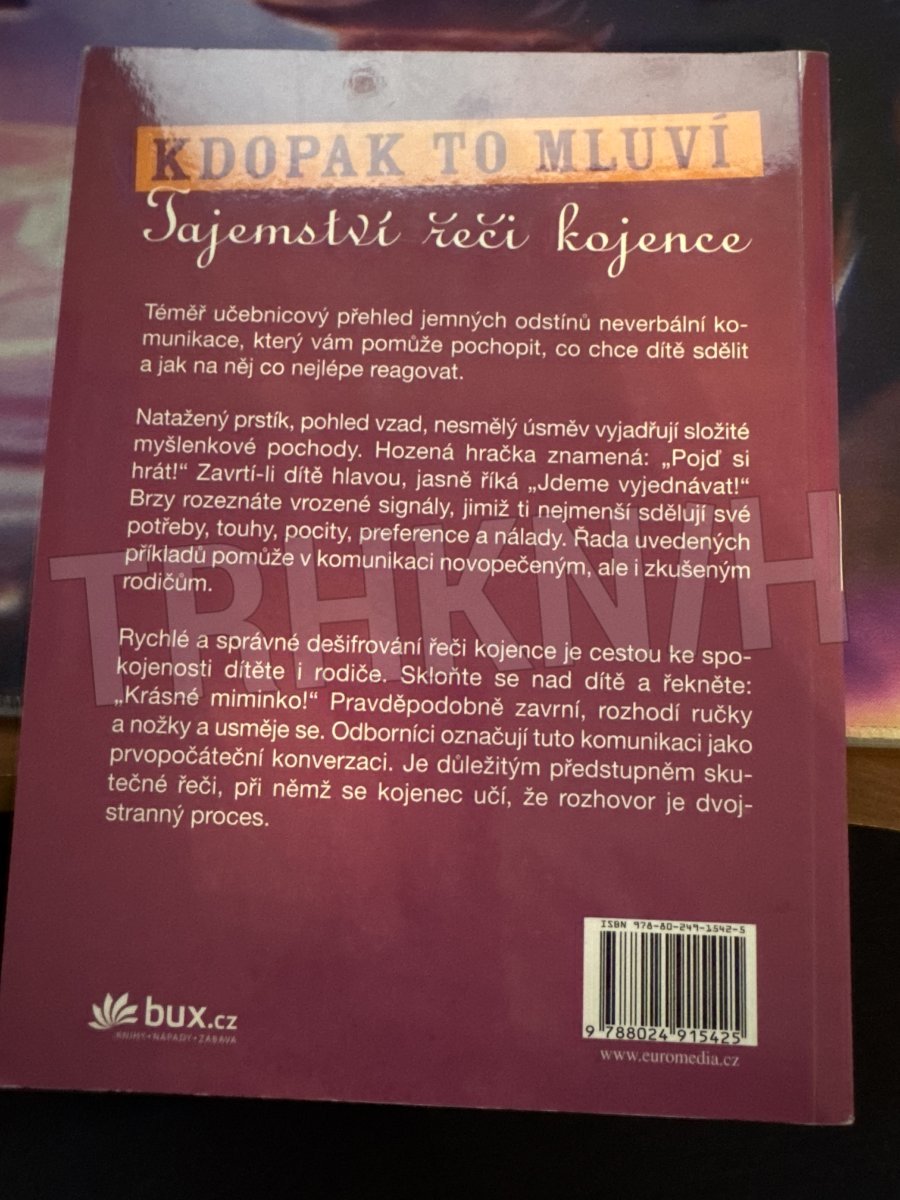 KDOPAK TO MLUVÍ
Tajemství řeči kojence
Téměř učebnicový přehled jemných odstínů neverbální ko-
munikace, který vám pomůže pochopit, co chce dítě sdělit
a jak na něj co nejlépe reagovat.
Natažený prstík, pohled vzad, nesmělý úsměv vyjadřují složité
myšlenkové pochody. Hozená hračka znamená: „Pojď si
hrát!“ Zavrtí-li dítě hlavou, jasně říká „Jdeme vyjednávat!“
Brzy rozeznáte vrozené signály, jimiž ti nejmenší sdělují své
potřeby, touhy, pocity, preference a nálady. Řada uvedených
příkladů pomůže v komunikaci novopečeným, ale i zkušeným
rodičům.
TRHKNIH
Rychlé a správné dešifrování řeči kojence je cestou ke spo-
kojenosti dítěte i rodiče. Skloňte se nad dítě a řekněte:
„Krásné miminko!“ Pravděpodobně zavrní, rozhodí ručky
a nožky a usměje se. Odborníci označují tuto komunikaci jako
prvopočáteční konverzaci. Je důležitým předstupněm sku-
tečné řeči, při němž se kojenec učí, že rozhovor je dvoj-
stranný proces.
ISBN 978-80-249-1542-5
9 788024 915425
www.euromedia.cz
bux.cz
KNIHY•NÁPADY•ZÁBAVA